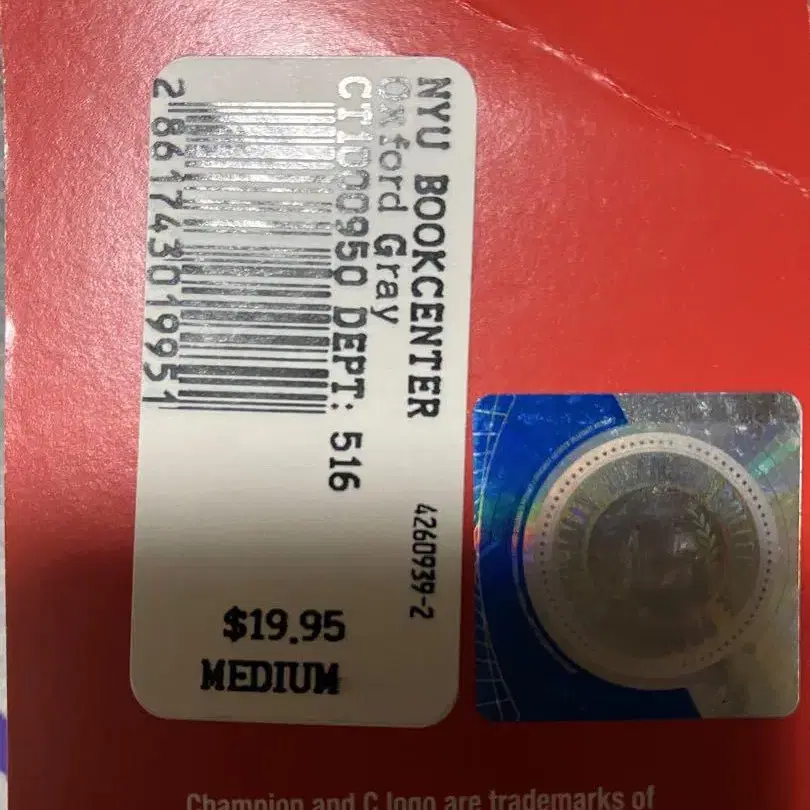 NYU BOOKCENTER
Oxford Gray
CT1000950 DEPT: 516
2861743019951
4260939-2
$19.95
MEDIUM
Champion and C logo are trademarks of